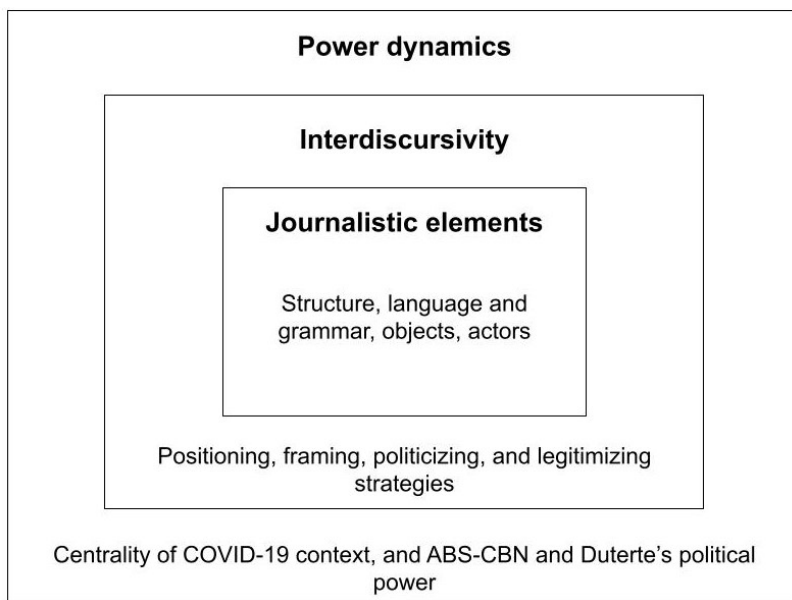 Power dynamics
Interdiscursivity
Journalistic elements
Structure, language and
grammar, objects, actors
Positioning, framing, politicizing, and legitimizing
strategies
Centrality of COVID-19 context, and ABS-CBN and Duterte’s political
power